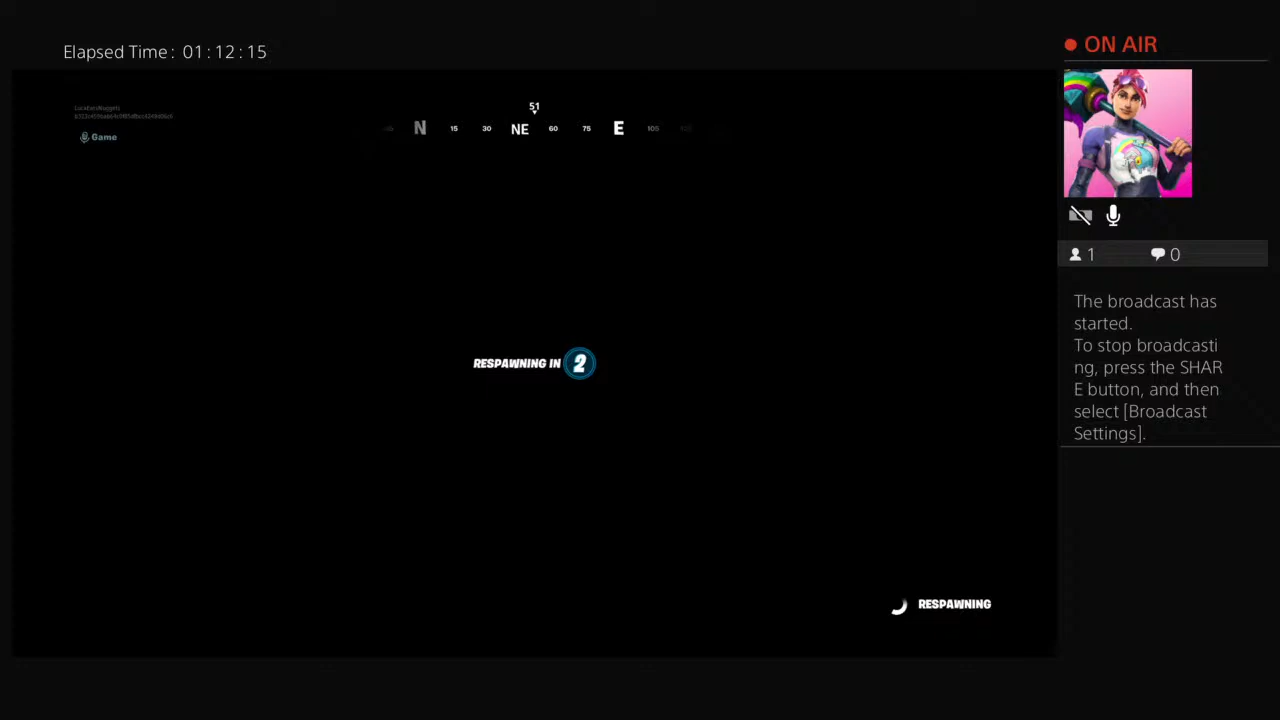 Elapsed Time: 01:12:15
ON AIR
51
N 15 30 NE 60 75 E 105
Game
1 0
The broadcast has
started.
To stop broadcasti
ng, press the SHAR
E button, and then
select [Broadcast
Settings].
RESPAWNING IN 2
RESPAWNING